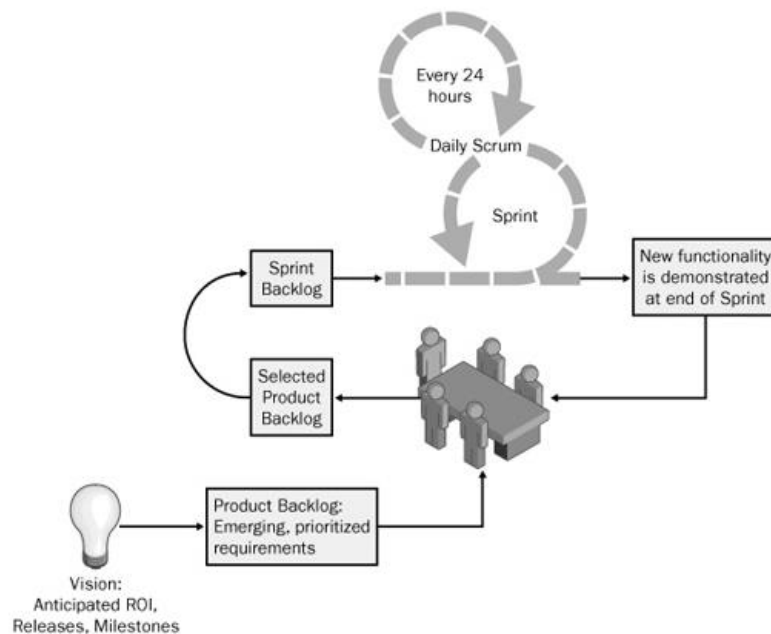 Every 24
hours
Daily Scrum
Sprint
Sprint
Backlog
New functionality
is demonstrated
at end of Sprint
Selected
Product
Backlog
Product Backlog:
Emerging, prioritized
requirements
Vision:
Anticipated ROI,
Releases, Milestones